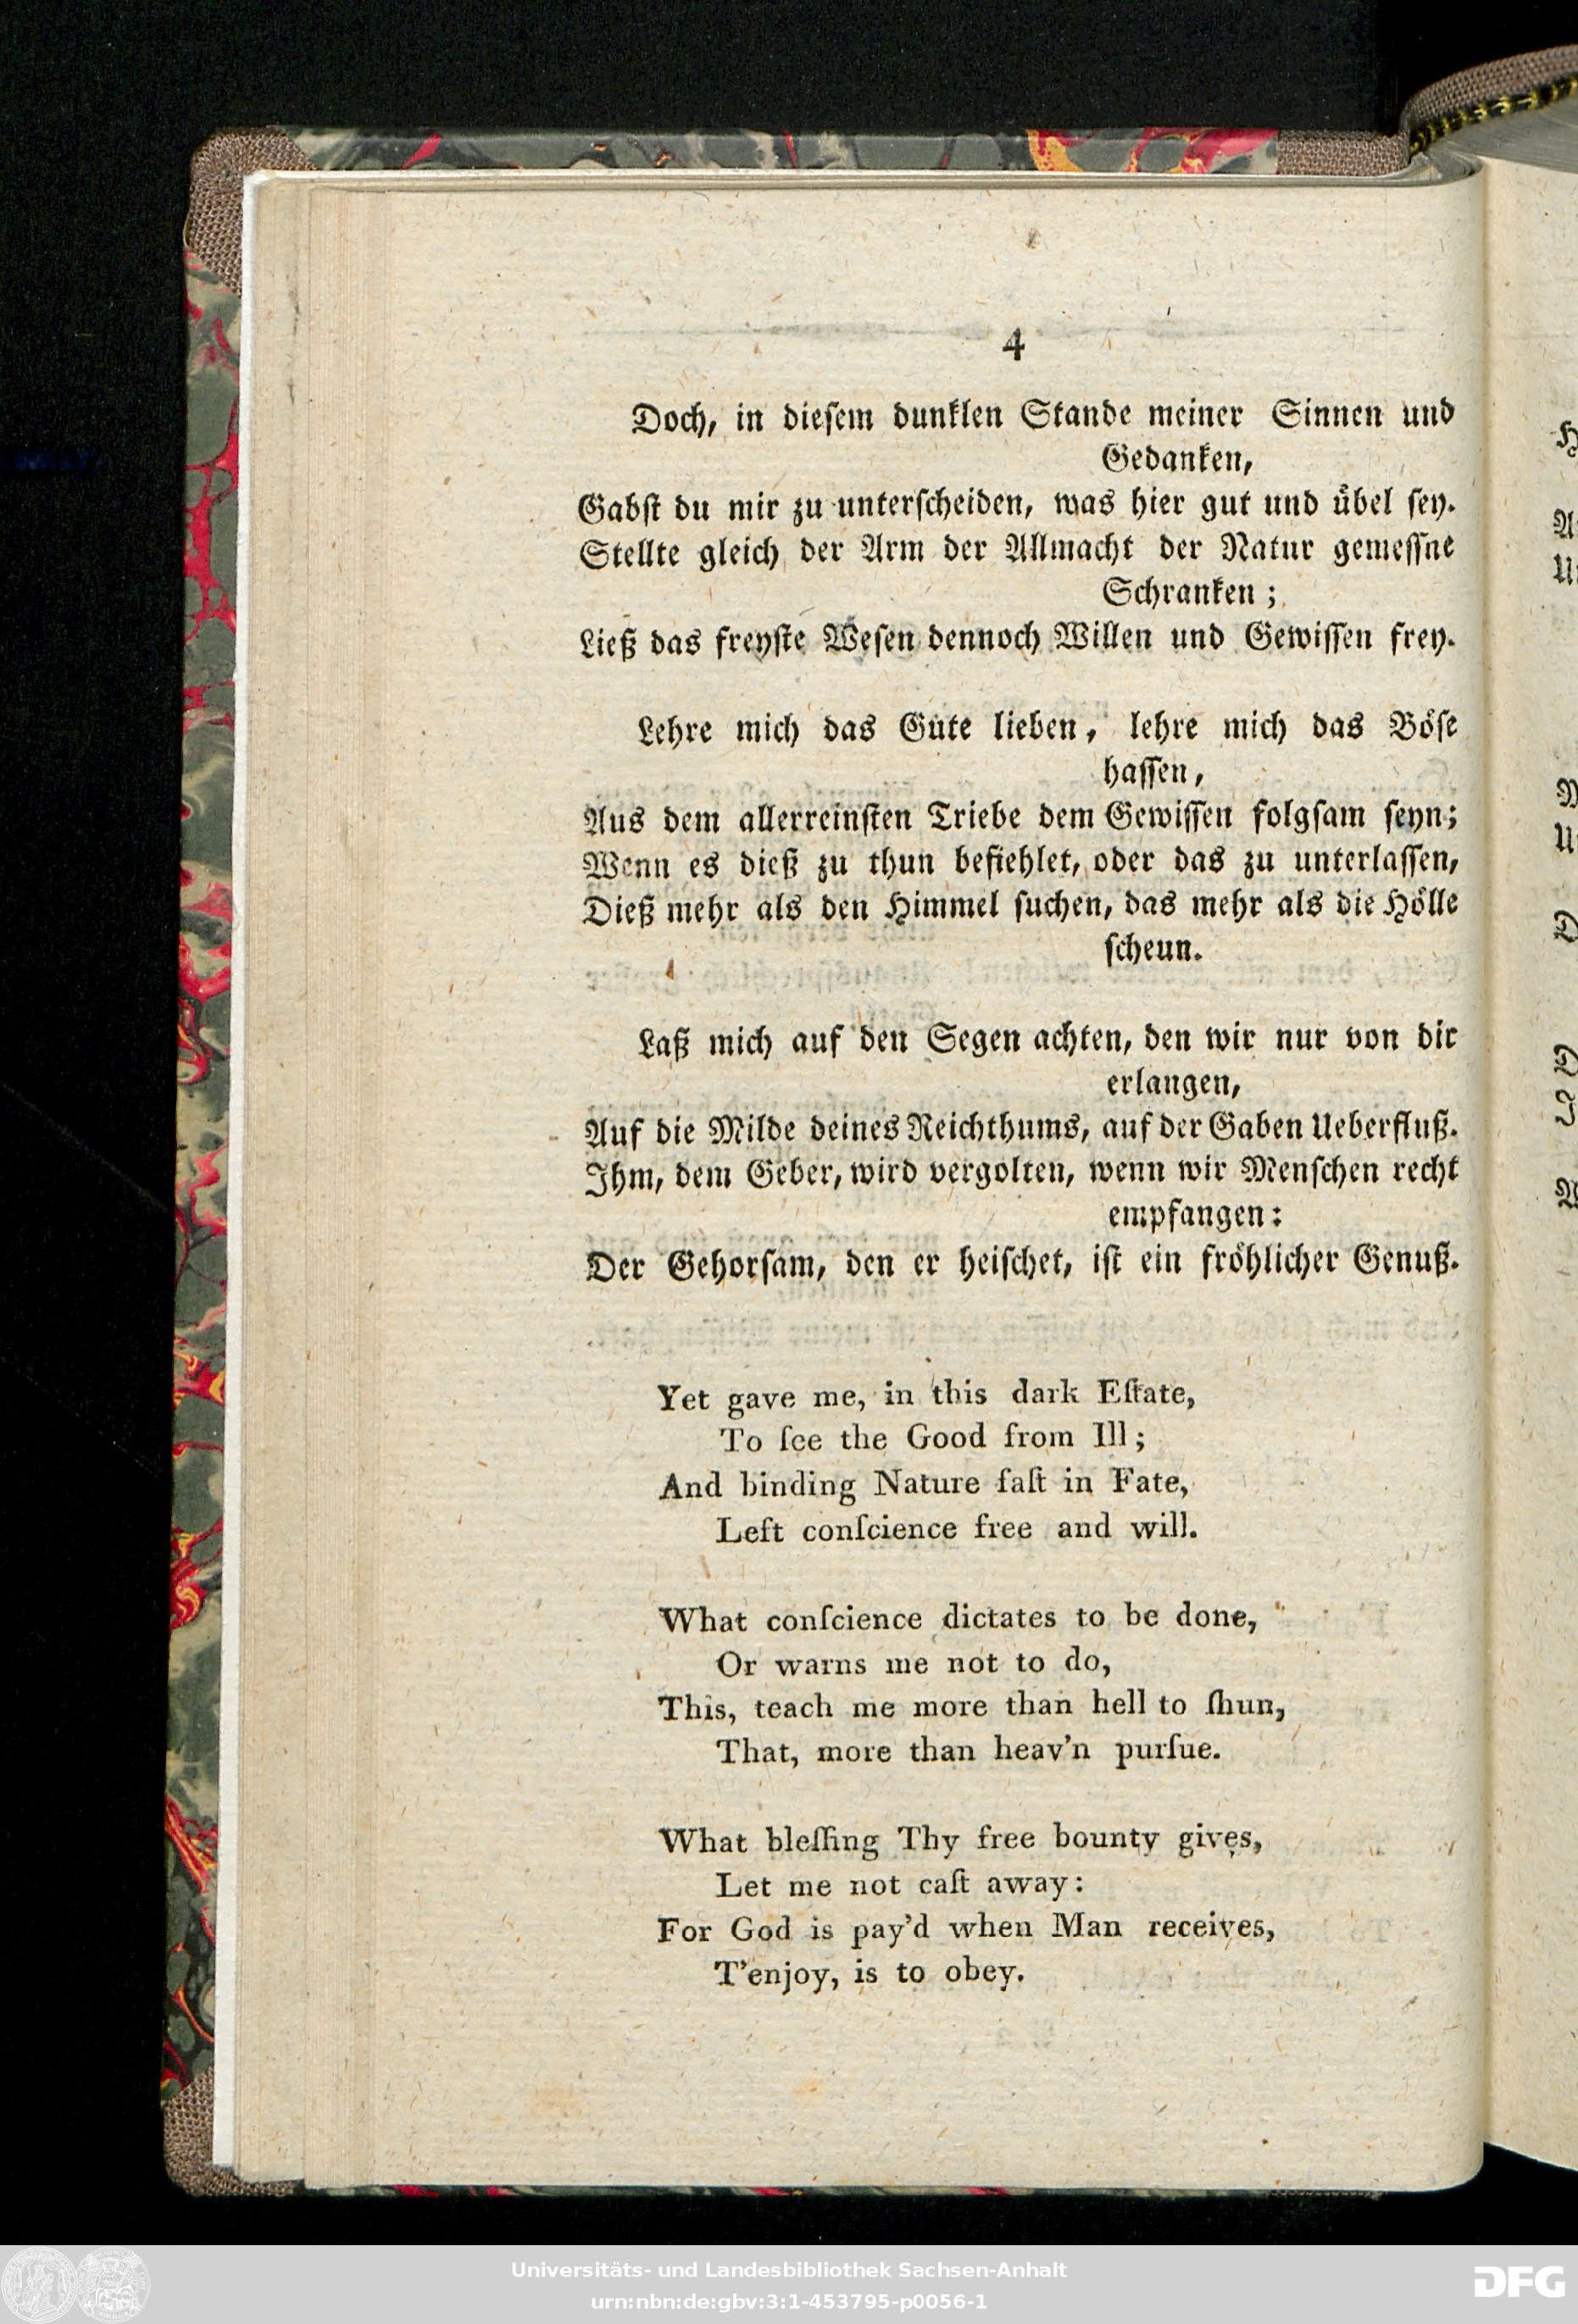 4
Doch, in dieſem dunklen Stande meiner Sinnen und
Gedanken,
Gabſt du mir zu unterſcheiden, was hier gut und übel ſey.
Stellte gleich der Arm der Allmacht der Natur gemeſſne
Schranken;
Ließ das freyſte Weſen dennoch Willen und Gewiſſen frey.
Lehre mich das Gute lieben, lehre mich das Böſe
haſſen,
Aus dem allerreinſten Triebe dem Gewiſſen folgſam ſeyn;
Wenn es dieß zu thun befiehlet, oder das zu unterlaſſen,
Dieß mehr als den Himmel ſuchen, das mehr als die Hölle
ſcheun.
Laß mich auf den Segen achten, den wir nur von dir
erlangen,
Auf die Milde deines Reichthums, auf der Gaben Ueberfluß.
Ihm, dem Geber, wird vergolten, wenn wir Menſchen recht
empfangen:
Der Gehorſam, den er heiſchet, iſt ein fröhlicher Genuß.
Yet gave me, in this dark Eſtate,
To ſee the Good from Ill;
And binding Nature faſt in Fate,
Left conſcience free and will.
What conſcience dictates to be done,
Or warns me not to do,
This, teach me more than hell to ſhun,
That, more than heav'n purſue.
What bleſſing Thy free bounty gives,
Let me not caſt away:
For God is pay'd when Man receives,
T'enjoy, is to obey.
Universitäts- und Landesbibliothek Sachsen-Anhalt
urn:nbn:de:gbv:3:1-453795-p0056-1
DFG